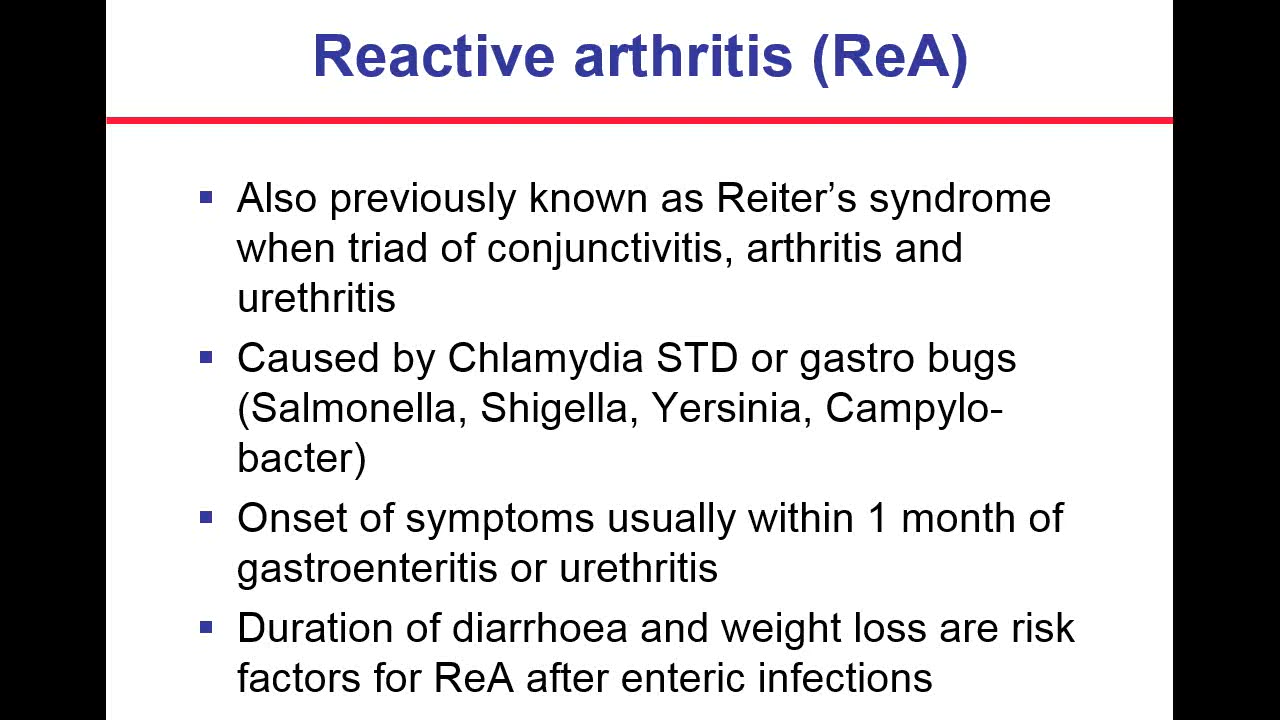 Reactive arthritis (ReA)
▪ Also previously known as Reiter’s syndrome
when triad of conjunctivitis, arthritis and
urethritis
▪ Caused by Chlamydia STD or gastro bugs
(Salmonella, Shigella, Yersinia, Campylo-
bacter)
▪ Onset of symptoms usually within 1 month of
gastroenteritis or urethritis
▪ Duration of diarrhoea and weight loss are risk
factors for ReA after enteric infections